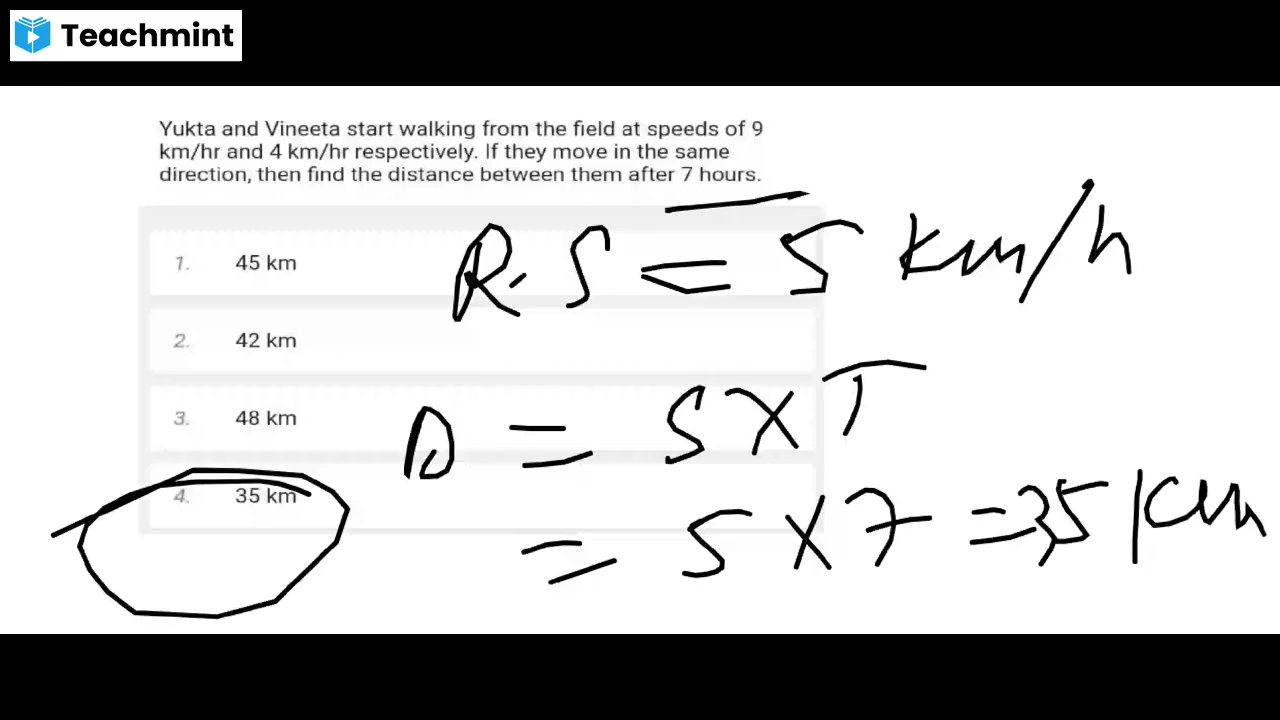 Teachmint
Yukta and Vineeta start walking from the field at speeds of 9
km/hr and 4 km/hr respectively. If they move in the same
direction, then find the distance between them after 7 hours.
R.S = 5 km/h
1. 45 km
2. 42 km
3. 48 km
D = S X T
4. 35 km
= 5 X 7 = 35 Km